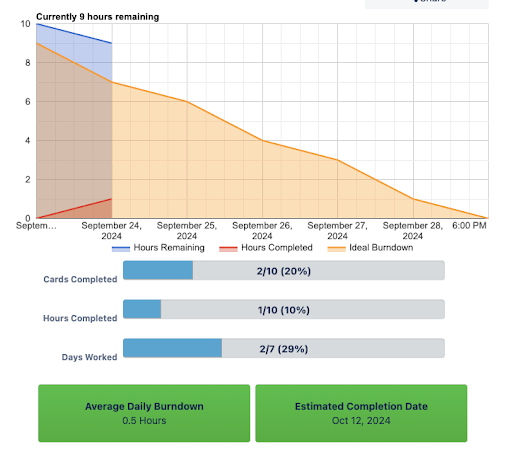 Currently 9 hours remaining
10
8
6
4
2
0
Septem... September 24, 2024 September 25, 2024 September 26, 2024 September 27, 2024 September 28, 2024 6:00 PM
Hours Remaining Hours Completed Ideal Burndown
Cards Completed 2/10 (20%)
Hours Completed 1/10 (10%)
Days Worked 2/7 (29%)
Average Daily Burndown
0.5 Hours
Estimated Completion Date
Oct 12, 2024